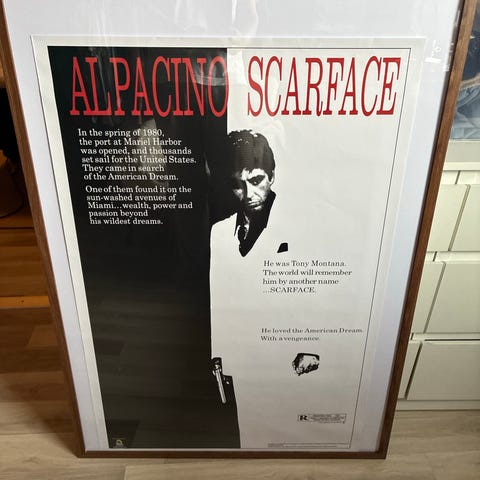 AL PACINO SCARFACE
In the spring of 1980,
the port at Mariel Harbor
was opened, and thousands
set sail for the United States.
They came in search
of the American Dream.
One of them found it on the
sun-washed avenues of
Miami...wealth, power and
passion beyond
his wildest dreams.
He was Tony Montana.
The world will remember
him by another name
...SCARFACE.
He loved the American Dream.
With a vengeance.
R